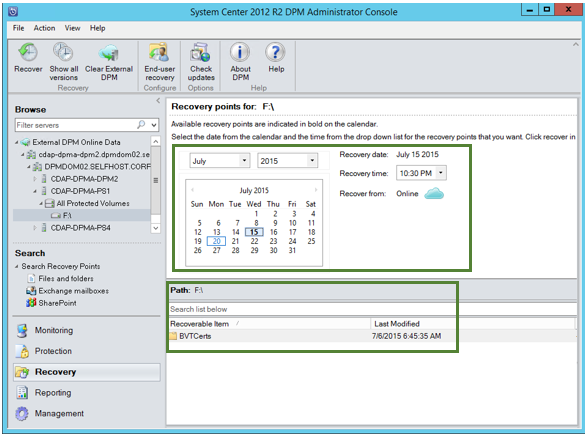 System Center 2012 R2 DPM Administrator Console
File Action View Help
Recover Show all versions Clear External DPM End-user recovery Check updates About DPM Help
Recovery Configure Options Help
Browse
Filter servers
External DPM Online Data
cdap-dpma-dpm2.dpmdom02.se
DPMDOM02.SELFHOST.CORP
CDAP-DPMA-DPM2
CDAP-DPMA-PS1
All Protected Volumes
F:\
CDAP-DPMA-PS4
Search
Search Recovery Points
Files and folders
Exchange mailboxes
SharePoint
Monitoring
Protection
Recovery
Reporting
Management
Recovery points for: F:\
Available recovery points are indicated in bold on the calendar.
Select the date from the calendar and the time from the drop down list for the recovery points that you want. Click recover in
July 2015
July 2015
Sun Mon Tue Wed Thu Fri Sat
1 2 3 4
5 6 7 8 9 10 11
12 13 14 15 16 17 18
19 20 21 22 23 24 25
26 27 28 29 30 31
Recovery date: July 15 2015
Recovery time: 10:30 PM
Recover from: Online
Path: F:\
Search list below
Recoverable Item / Last Modified
BVTCerts 7/6/2015 6:45:35 AM